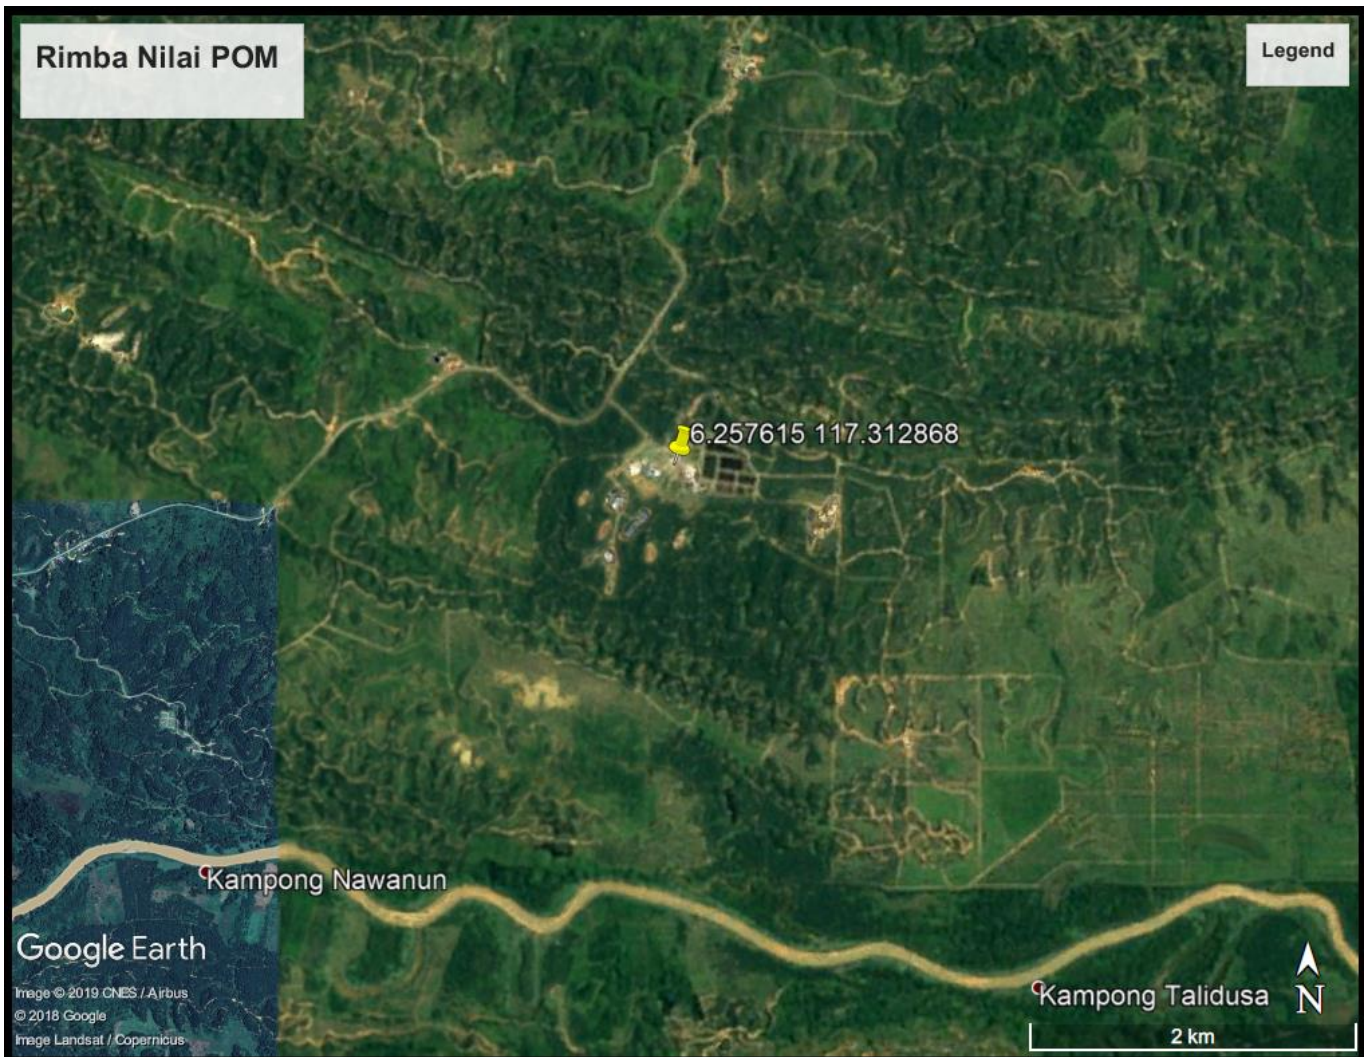 Rimba Nilai POM
Legend
6.257615 117.312868
Kampong Nawanun
Google Earth
Image © 2019 CNES / Airbus
© 2018 Google
Image Landsat / Copernicus
Kampong Talidusa
N
2 km